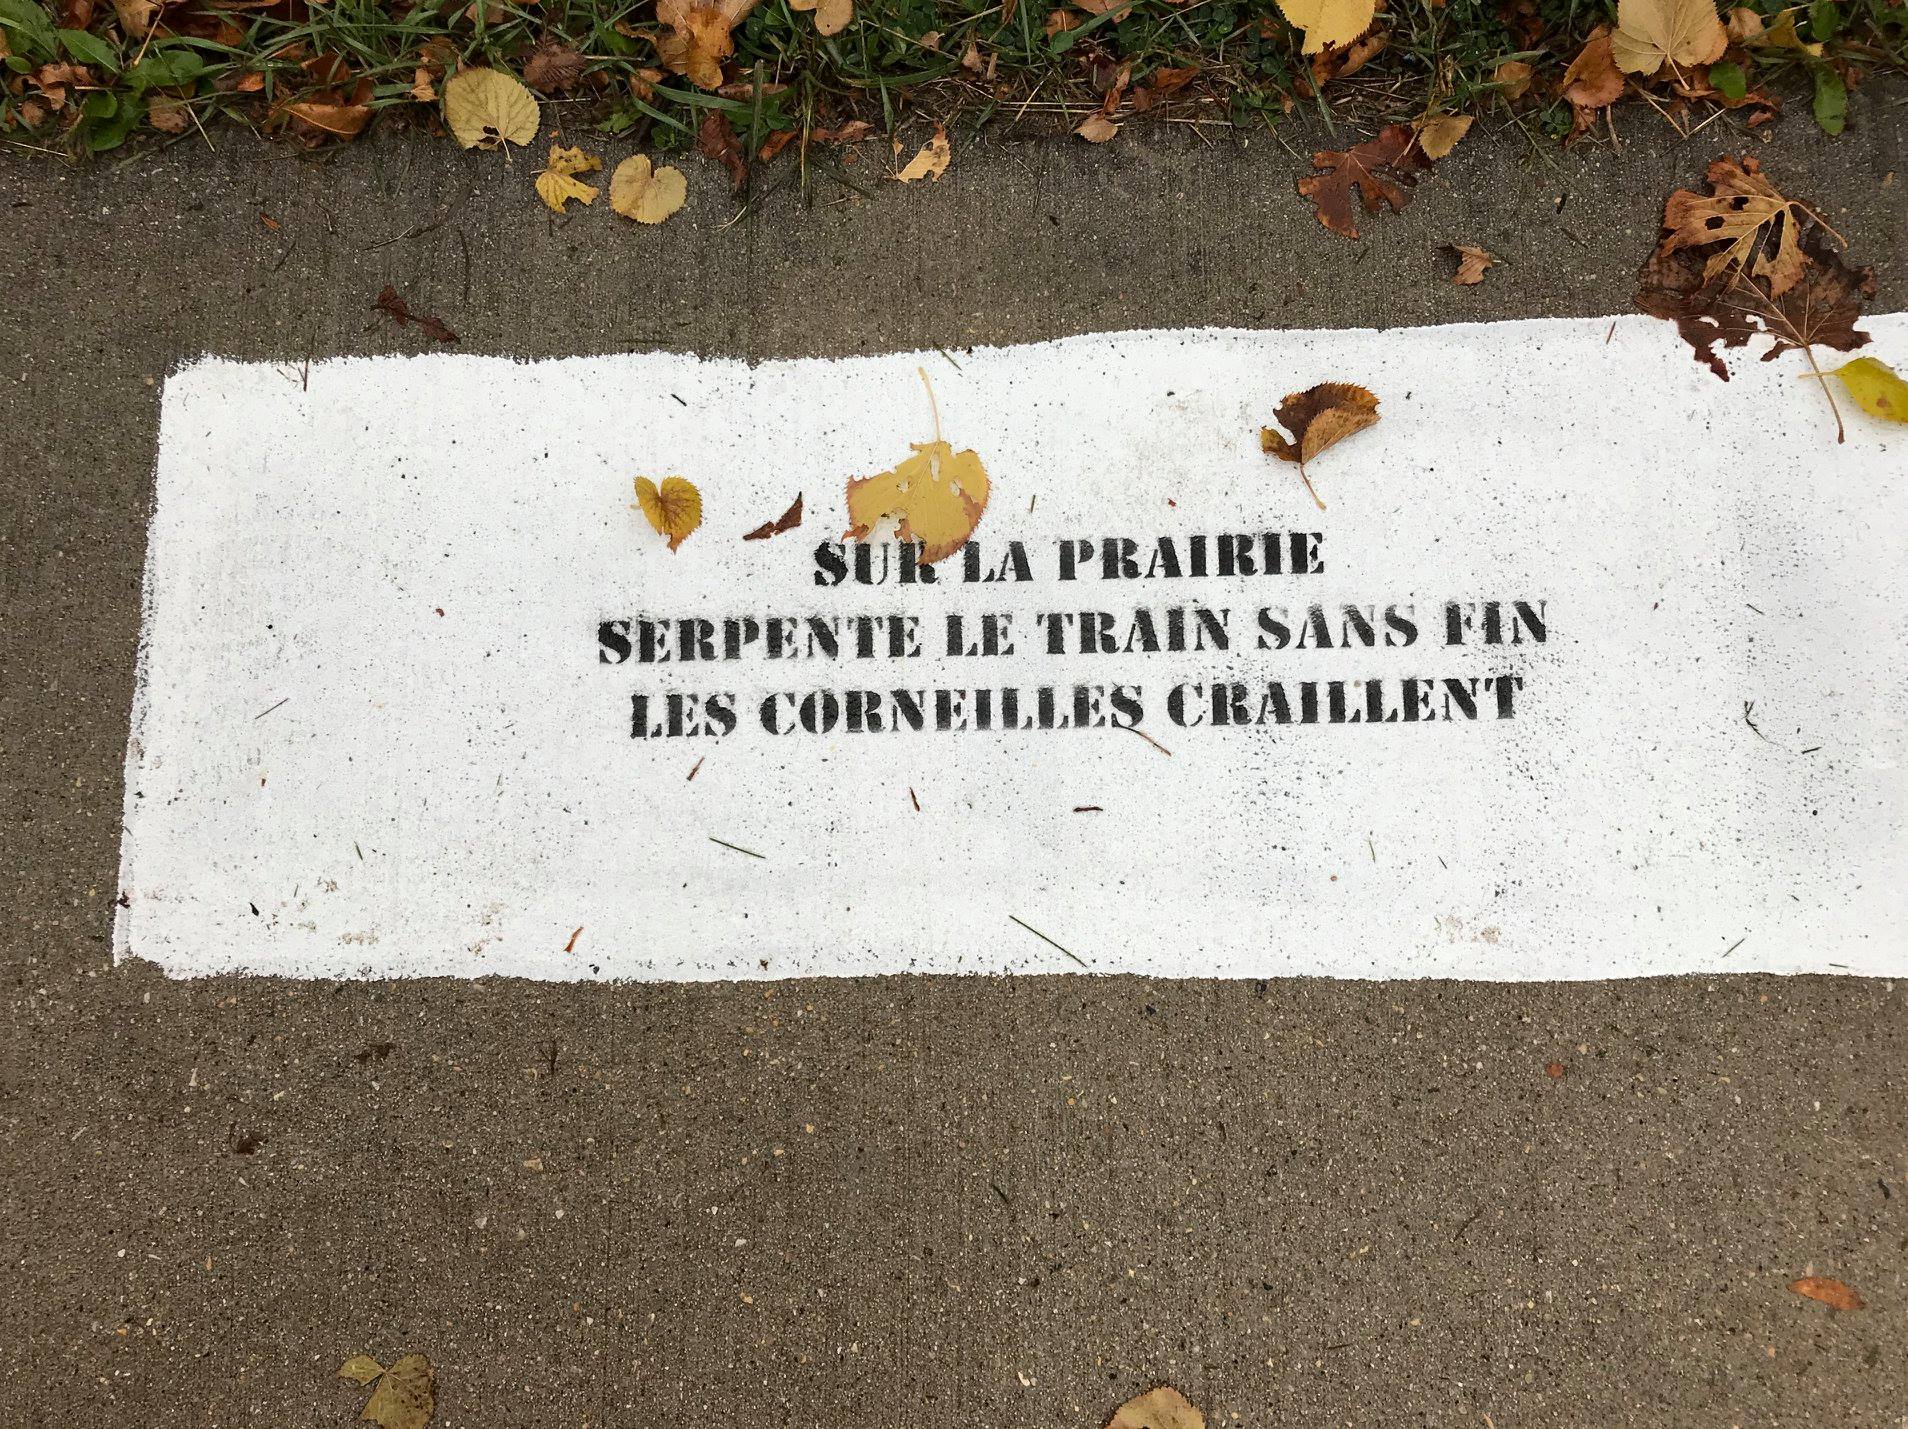 SUR LA PRAIRIE
SERPENTE LE TRAIN SANS FIN
LES CORNEILLES CRAILLENT